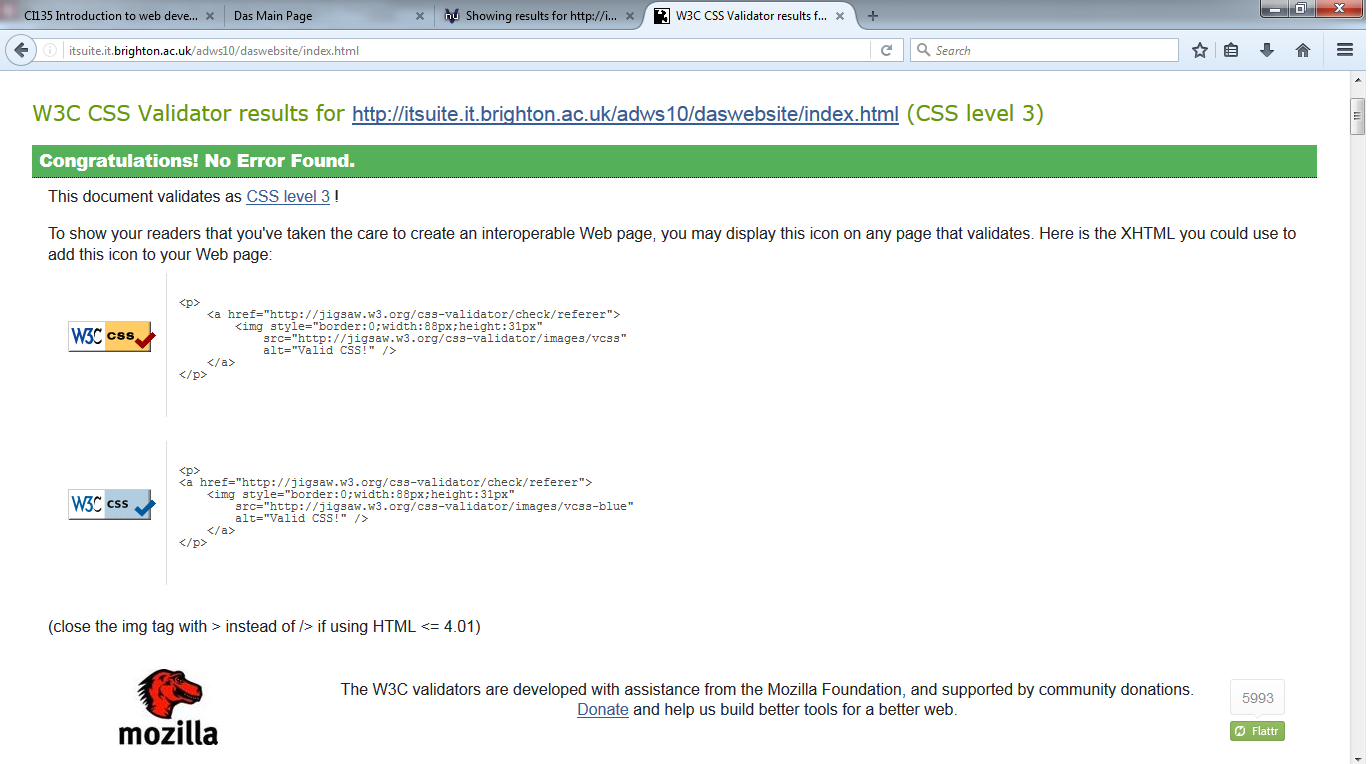 CI135 Introduction to web deve...
Das Main Page
Showing results for http://i...
W3C CSS Validator results f...
itsuite.it.brighton.ac.uk/adws10/daswebsite/index.html
Search
W3C CSS Validator results for http://itsuite.it.brighton.ac.uk/adws10/daswebsite/index.html (CSS level 3)
Congratulations! No Error Found.
This document validates as CSS level 3 !
To show your readers that you've taken the care to create an interoperable Web page, you may display this icon on any page that validates. Here is the XHTML you could use to
add this icon to your Web page:
W3C css
<p>
    <a href="http://jigsaw.w3.org/css-validator/check/referer">
        <img style="border:0;width:88px;height:31px"
            src="http://jigsaw.w3.org/css-validator/images/vcss"
            alt="Valid CSS!" />
    </a>
</p>
W3C css
<p>
<a href="http://jigsaw.w3.org/css-validator/check/referer">
    <img style="border:0;width:88px;height:31px"
        src="http://jigsaw.w3.org/css-validator/images/vcss-blue"
        alt="Valid CSS!" />
    </a>
</p>
(close the img tag with > instead of /> if using HTML <= 4.01)
mozilla
The W3C validators are developed with assistance from the Mozilla Foundation, and supported by community donations.
Donate and help us build better tools for a better web.
5993
Flattr